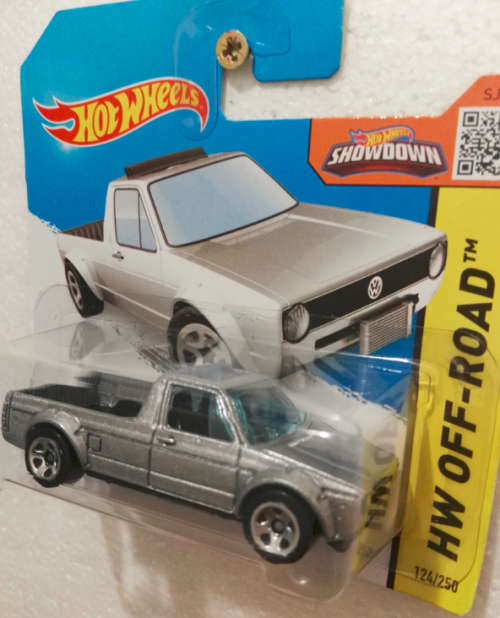 HOT WHEELS
SJ
HOT WHEELS
SHOWDOWN
HW OFF-ROAD™
124/250